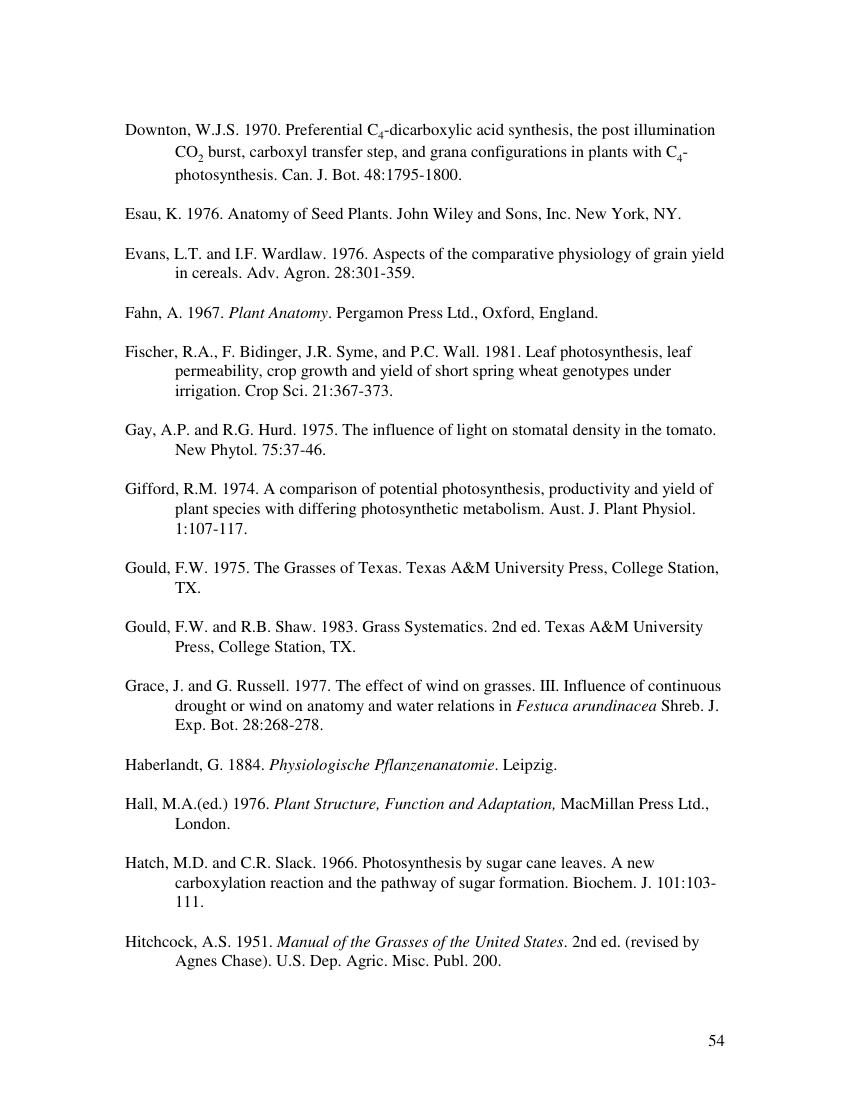 Downton, W.J.S. 1970. Preferential C4-dicarboxylic acid synthesis, the post illumination
CO2 burst, carboxyl transfer step, and grana configurations in plants with C4-
photosynthesis. Can. J. Bot. 48:1795-1800.
Esau, K. 1976. Anatomy of Seed Plants. John Wiley and Sons, Inc. New York, NY.
Evans, L.T. and I.F. Wardlaw. 1976. Aspects of the comparative physiology of grain yield
in cereals. Adv. Agron. 28:301-359.
Fahn, A. 1967. Plant Anatomy. Pergamon Press Ltd., Oxford, England.
Fischer, R.A., F. Bidinger, J.R. Syme, and P.C. Wall. 1981. Leaf photosynthesis, leaf
permeability, crop growth and yield of short spring wheat genotypes under
irrigation. Crop Sci. 21:367-373.
Gay, A.P. and R.G. Hurd. 1975. The influence of light on stomatal density in the tomato.
New Phytol. 75:37-46.
Gifford, R.M. 1974. A comparison of potential photosynthesis, productivity and yield of
plant species with differing photosynthetic metabolism. Aust. J. Plant Physiol.
1:107-117.
Gould, F.W. 1975. The Grasses of Texas. Texas A&M University Press, College Station,
TX.
Gould, F.W. and R.B. Shaw. 1983. Grass Systematics. 2nd ed. Texas A&M University
Press, College Station, TX.
Grace, J. and G. Russell. 1977. The effect of wind on grasses. III. Influence of continuous
drought or wind on anatomy and water relations in Festuca arundinacea Shreb. J.
Exp. Bot. 28:268-278.
Haberlandt, G. 1884. Physiologische Pflanzenanatomie. Leipzig.
Hall, M.A.(ed.) 1976. Plant Structure, Function and Adaptation, MacMillan Press Ltd.,
London.
Hatch, M.D. and C.R. Slack. 1966. Photosynthesis by sugar cane leaves. A new
carboxylation reaction and the pathway of sugar formation. Biochem. J. 101:103-
111.
Hitchcock, A.S. 1951. Manual of the Grasses of the United States. 2nd ed. (revised by
Agnes Chase). U.S. Dep. Agric. Misc. Publ. 200.
54